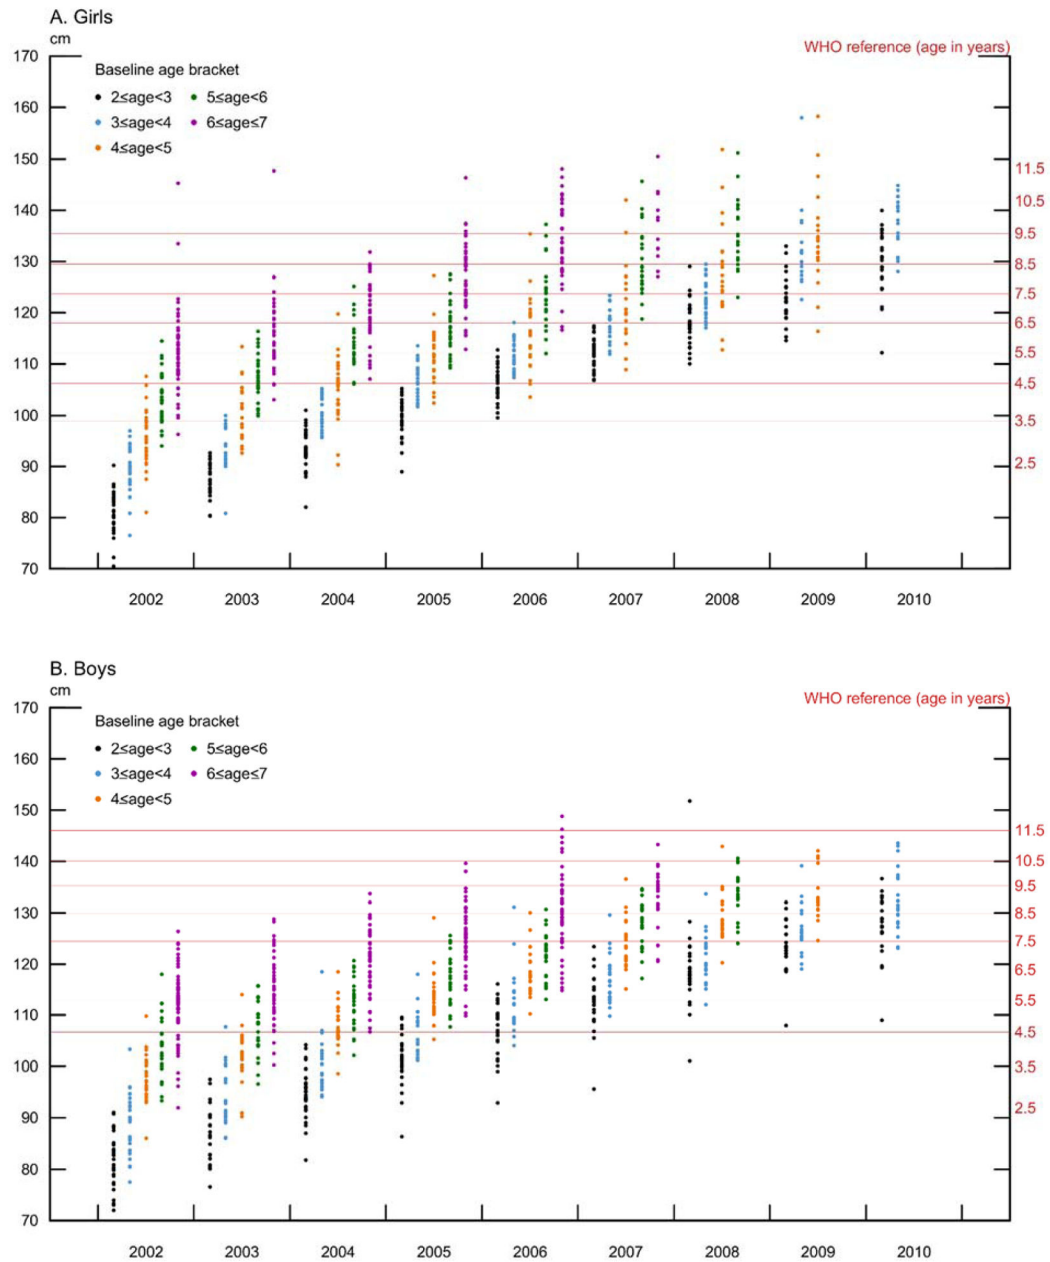 A. Girls
cm
WHO reference (age in years)
170
Baseline age bracket
2≤age<3 5≤age<6
160
3≤age<4 6≤age≤7
4≤age<5
150
11.5
10.5
140
9.5
130
8.5
7.5
120
6.5
5.5
110
4.5
100
3.5
90
2.5
80
70
2002 2003 2004 2005 2006 2007 2008 2009 2010
B. Boys
cm
WHO reference (age in years)
170
Baseline age bracket
2≤age<3 5≤age<6
160
3≤age<4 6≤age≤7
4≤age<5
150
11.5
140 10.5
9.5
130 8.5
7.5
120
6.5
5.5
110
4.5
100 3.5
2.5
90
80
70
2002 2003 2004 2005 2006 2007 2008 2009 2010